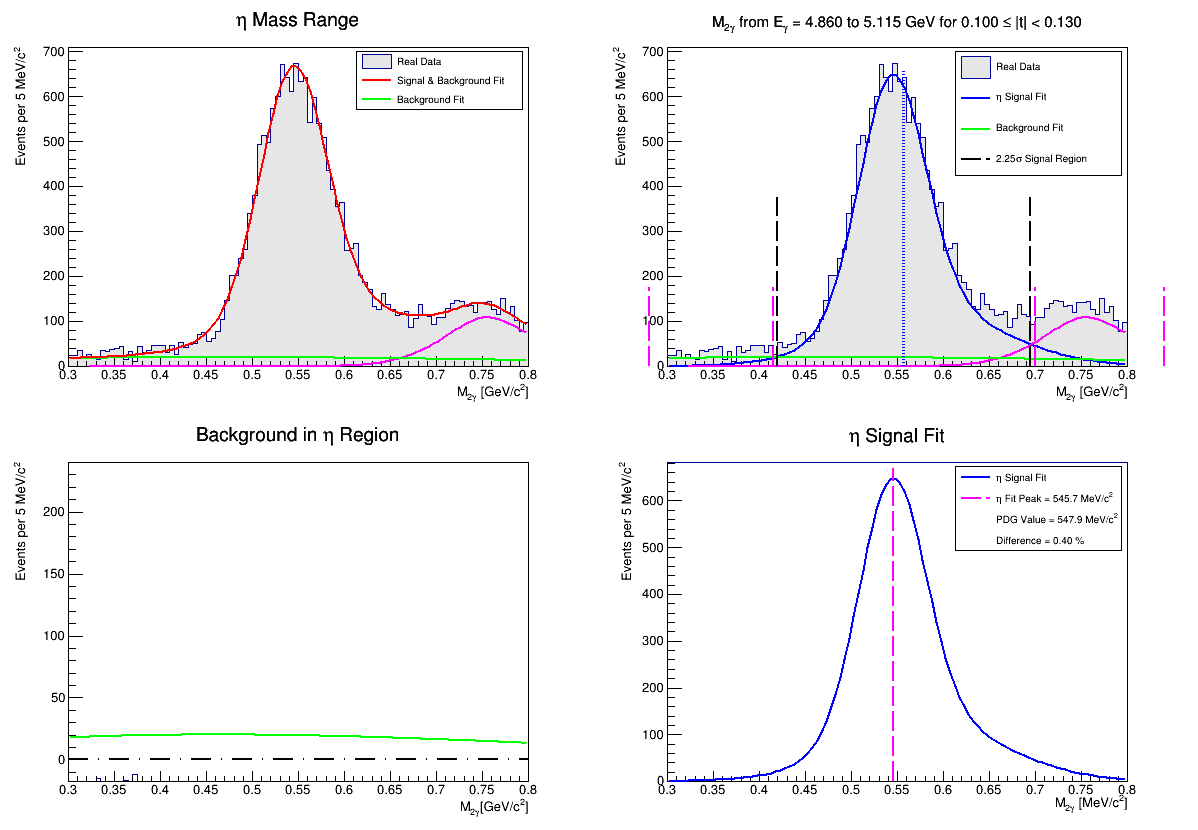 η Mass Range
Events per 5 MeV/c²
700
600
500
400
300
200
100
0
Real Data
Signal & Background Fit
Background Fit
0.3 0.35 0.4 0.45 0.5 0.55 0.6 0.65 0.7 0.75 0.8
M₂γ [GeV/c²]
M₂γ from Eγ = 4.860 to 5.115 GeV for 0.100 ≤ |t| < 0.130
Events per 5 MeV/c²
700
600
500
400
300
200
100
0
Real Data
η Signal Fit
Background Fit
2.25σ Signal Region
0.3 0.35 0.4 0.45 0.5 0.55 0.6 0.65 0.7 0.75 0.8
M₂γ [GeV/c²]
Background in η Region
Events per 5 MeV/c²
200
150
100
50
0
0.3 0.35 0.4 0.45 0.5 0.55 0.6 0.65 0.7 0.75 0.8
M₂γ[GeV/c²]
η Signal Fit
Events per 5 MeV/c²
600
500
400
300
200
100
0
η Signal Fit
η Fit Peak = 545.7 MeV/c²
PDG Value = 547.9 MeV/c²
Difference = 0.40 %
0.3 0.35 0.4 0.45 0.5 0.55 0.6 0.65 0.7 0.75 0.8
M₂γ [MeV/c²]